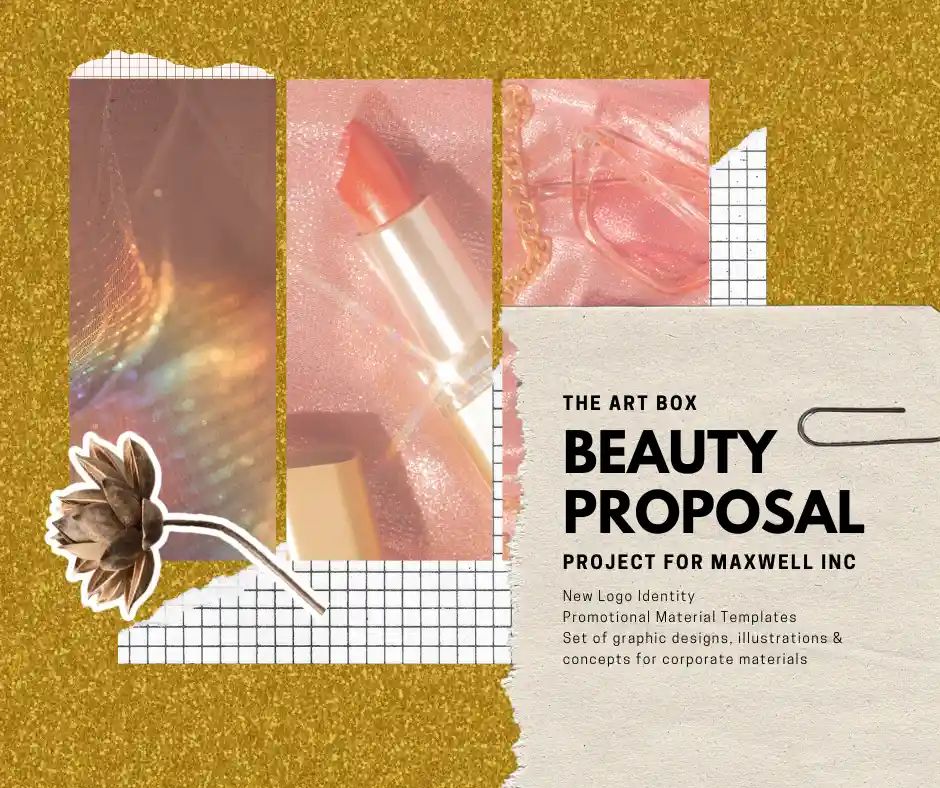 THE ART BOX
BEAUTY
PROPOSAL
PROJECT FOR MAXWELL INC
New Logo Identity
Promotional Material Templates
Set of graphic designs, illustrations &
concepts for corporate materials